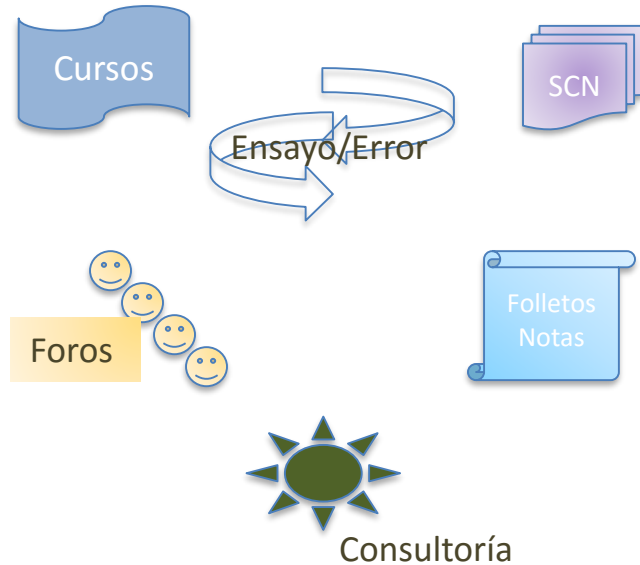 Cursos
SCN
Ensayo/Error
Folletos
Notas
Foros
Consultoría